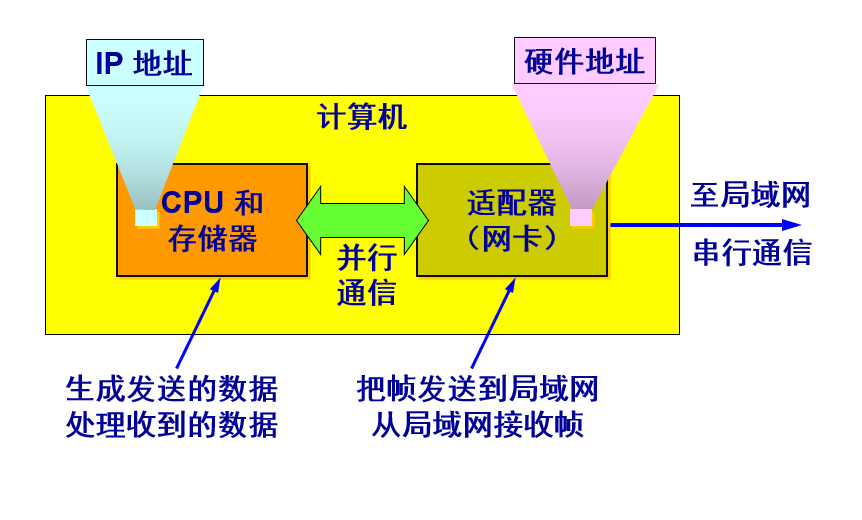 IP 地址
硬件地址
计算机
CPU 和
存储器
适配器
（网卡）
并行
通信
至局域网
串行通信
生成发送的数据
处理收到的数据
把帧发送到局域网
从局域网接收帧